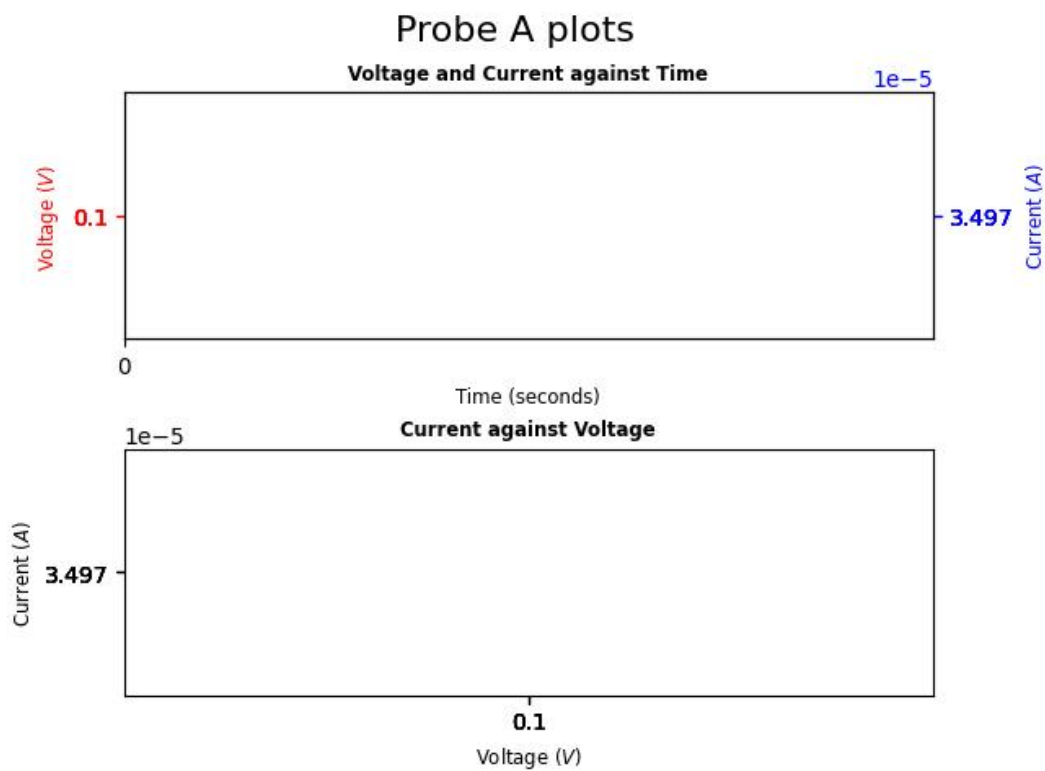 Probe A plots
Voltage and Current against Time
1e−5
Voltage (V)
0.1
3.497
Current (A)
0
Time (seconds)
Current against Voltage
1e−5
Current (A)
3.497
0.1
Voltage (V)